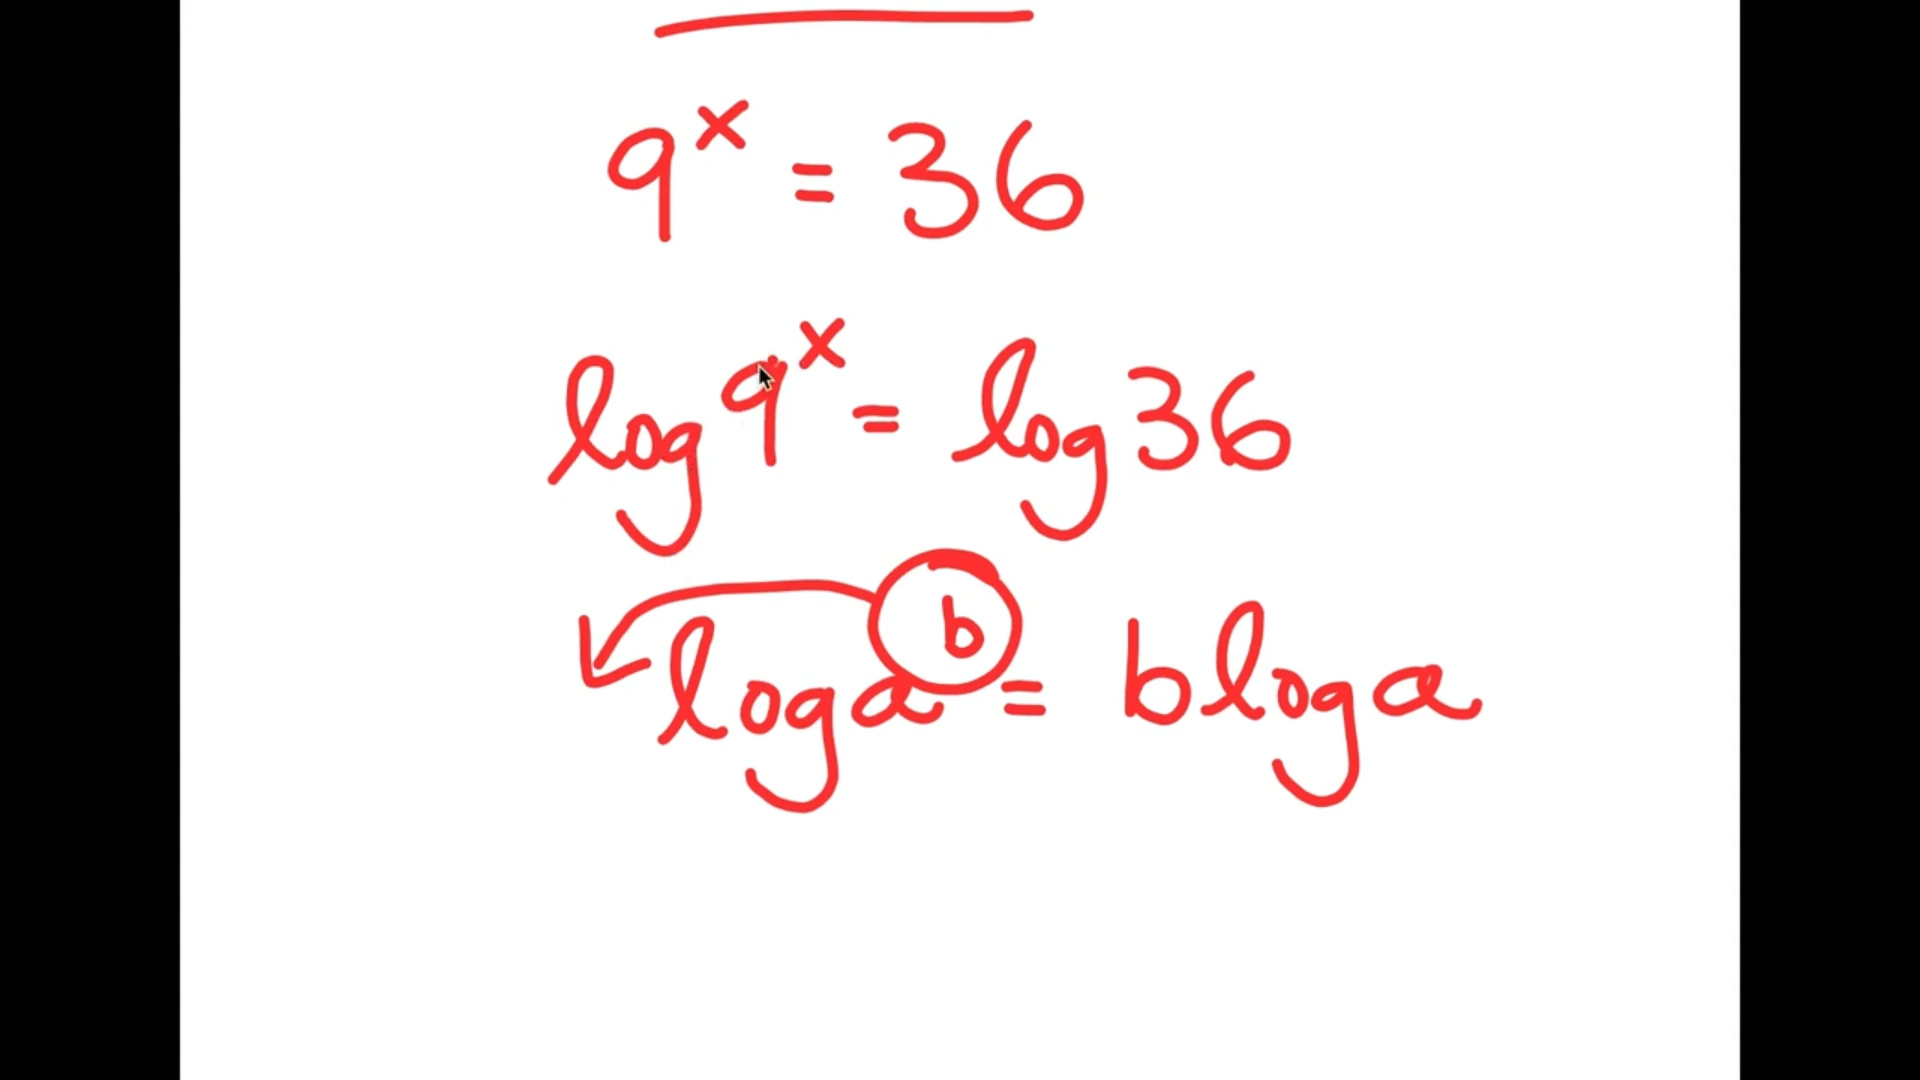 9^x = 36
log 9^x = log 36
log a^b = b log a